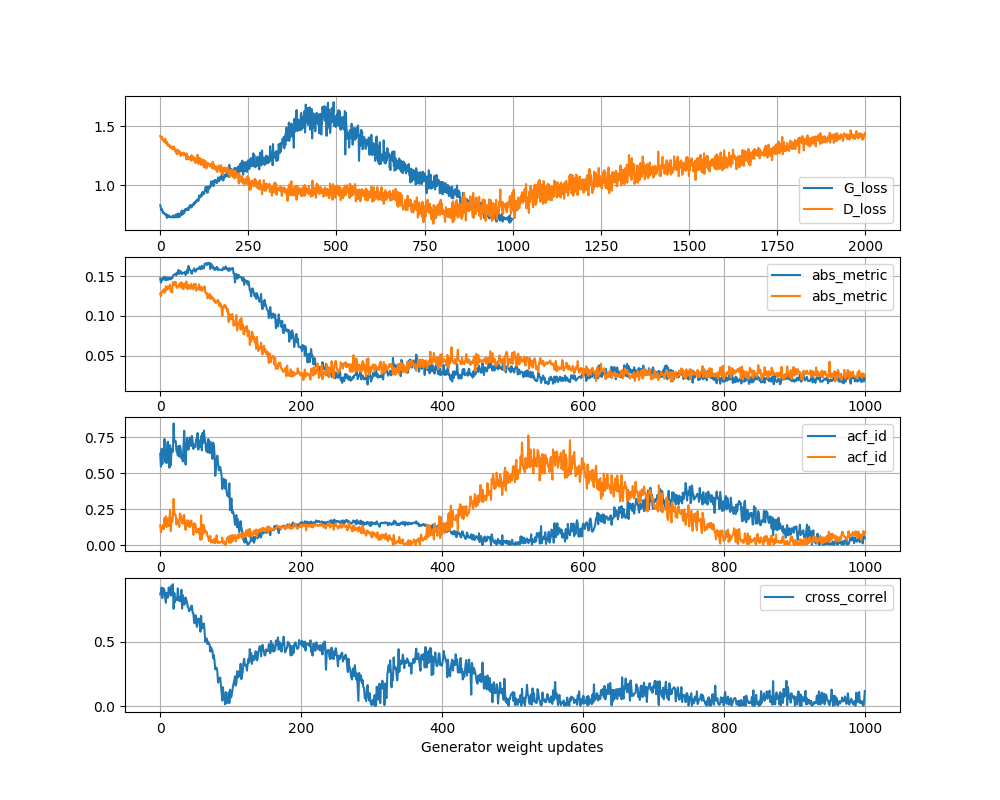 1.5
1.0
G_loss
D_loss
0 250 500 750 1000 1250 1500 1750 2000
0.15
0.10
0.05
abs_metric
abs_metric
0 200 400 600 800 1000
0.75
0.50
0.25
0.00
acf_id
acf_id
0 200 400 600 800 1000
0.5
0.0
cross_correl
0 200 400 600 800 1000
Generator weight updates